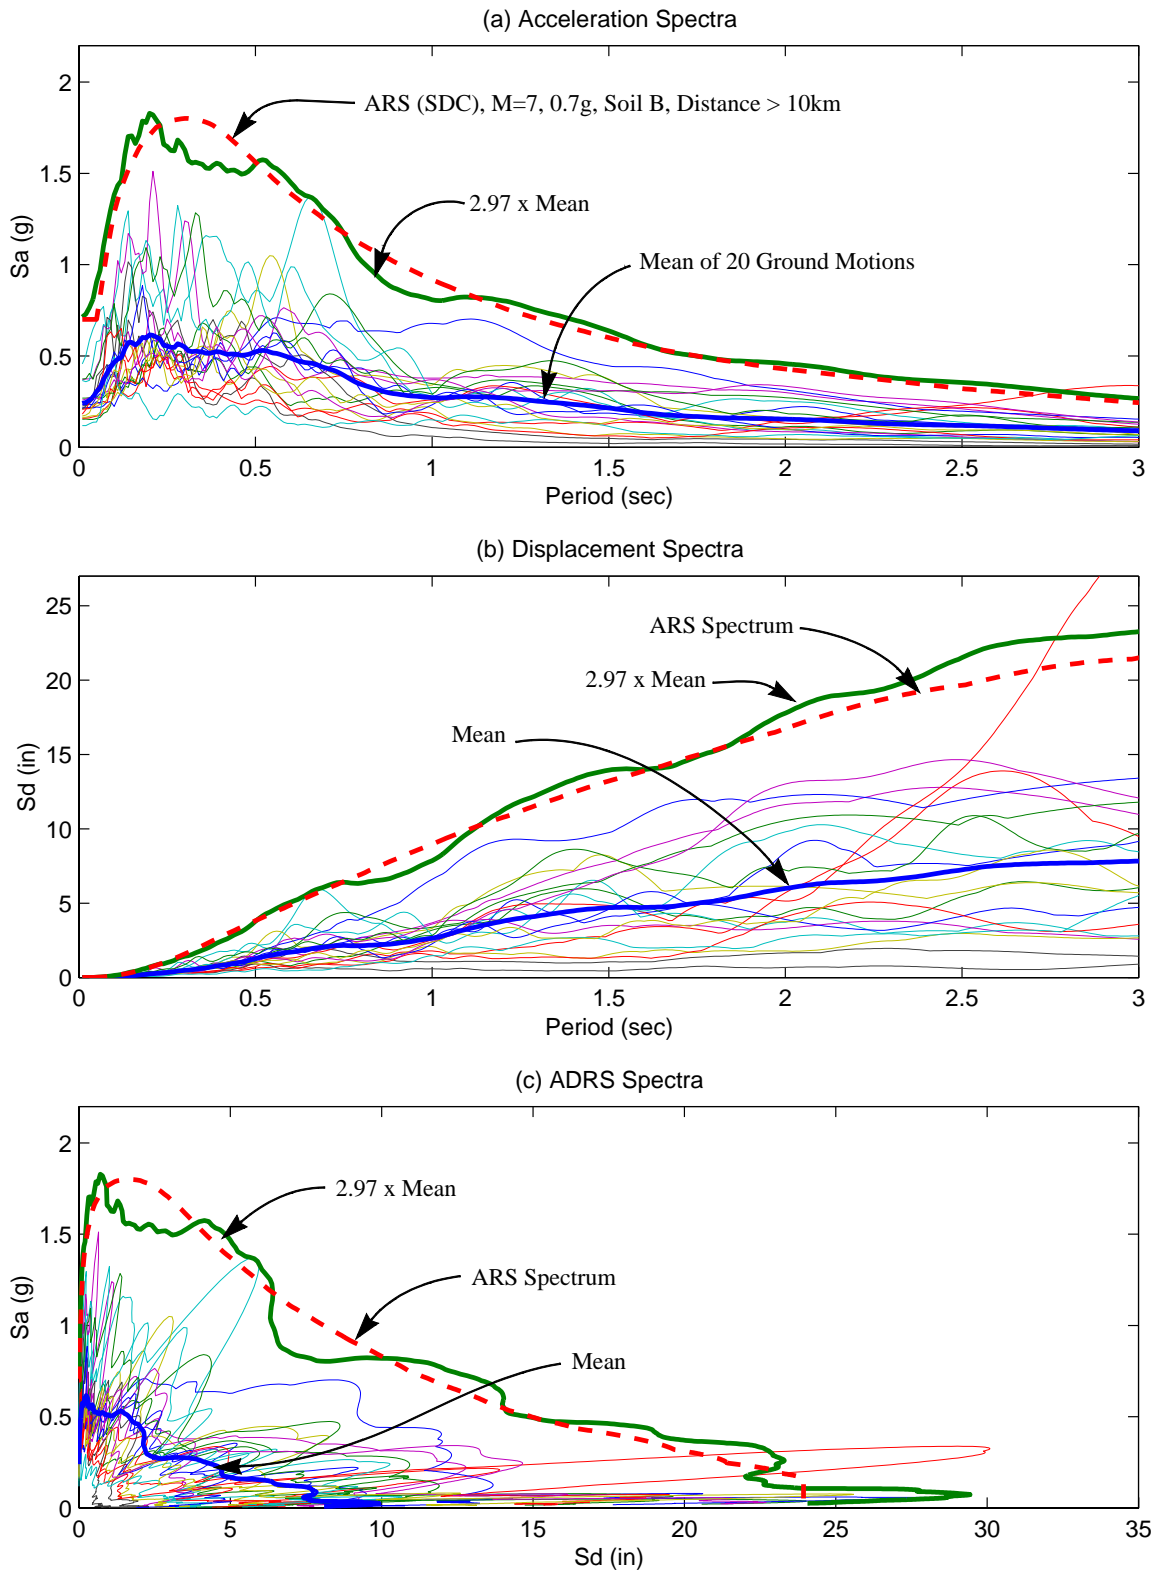 (a) Acceleration Spectra
2
1.5
1
0.5
0
Sa (g)
ARS (SDC), M=7, 0.7g, Soil B, Distance > 10km
2.97 x Mean
Mean of 20 Ground Motions
0 0.5 1 1.5 2 2.5 3
Period (sec)
(b) Displacement Spectra
25
20
15
10
5
0
Sd (in)
ARS Spectrum
2.97 x Mean
Mean
0 0.5 1 1.5 2 2.5 3
Period (sec)
(c) ADRS Spectra
2
1.5
1
0.5
0
Sa (g)
2.97 x Mean
ARS Spectrum
Mean
0 5 10 15 20 25 30 35
Sd (in)